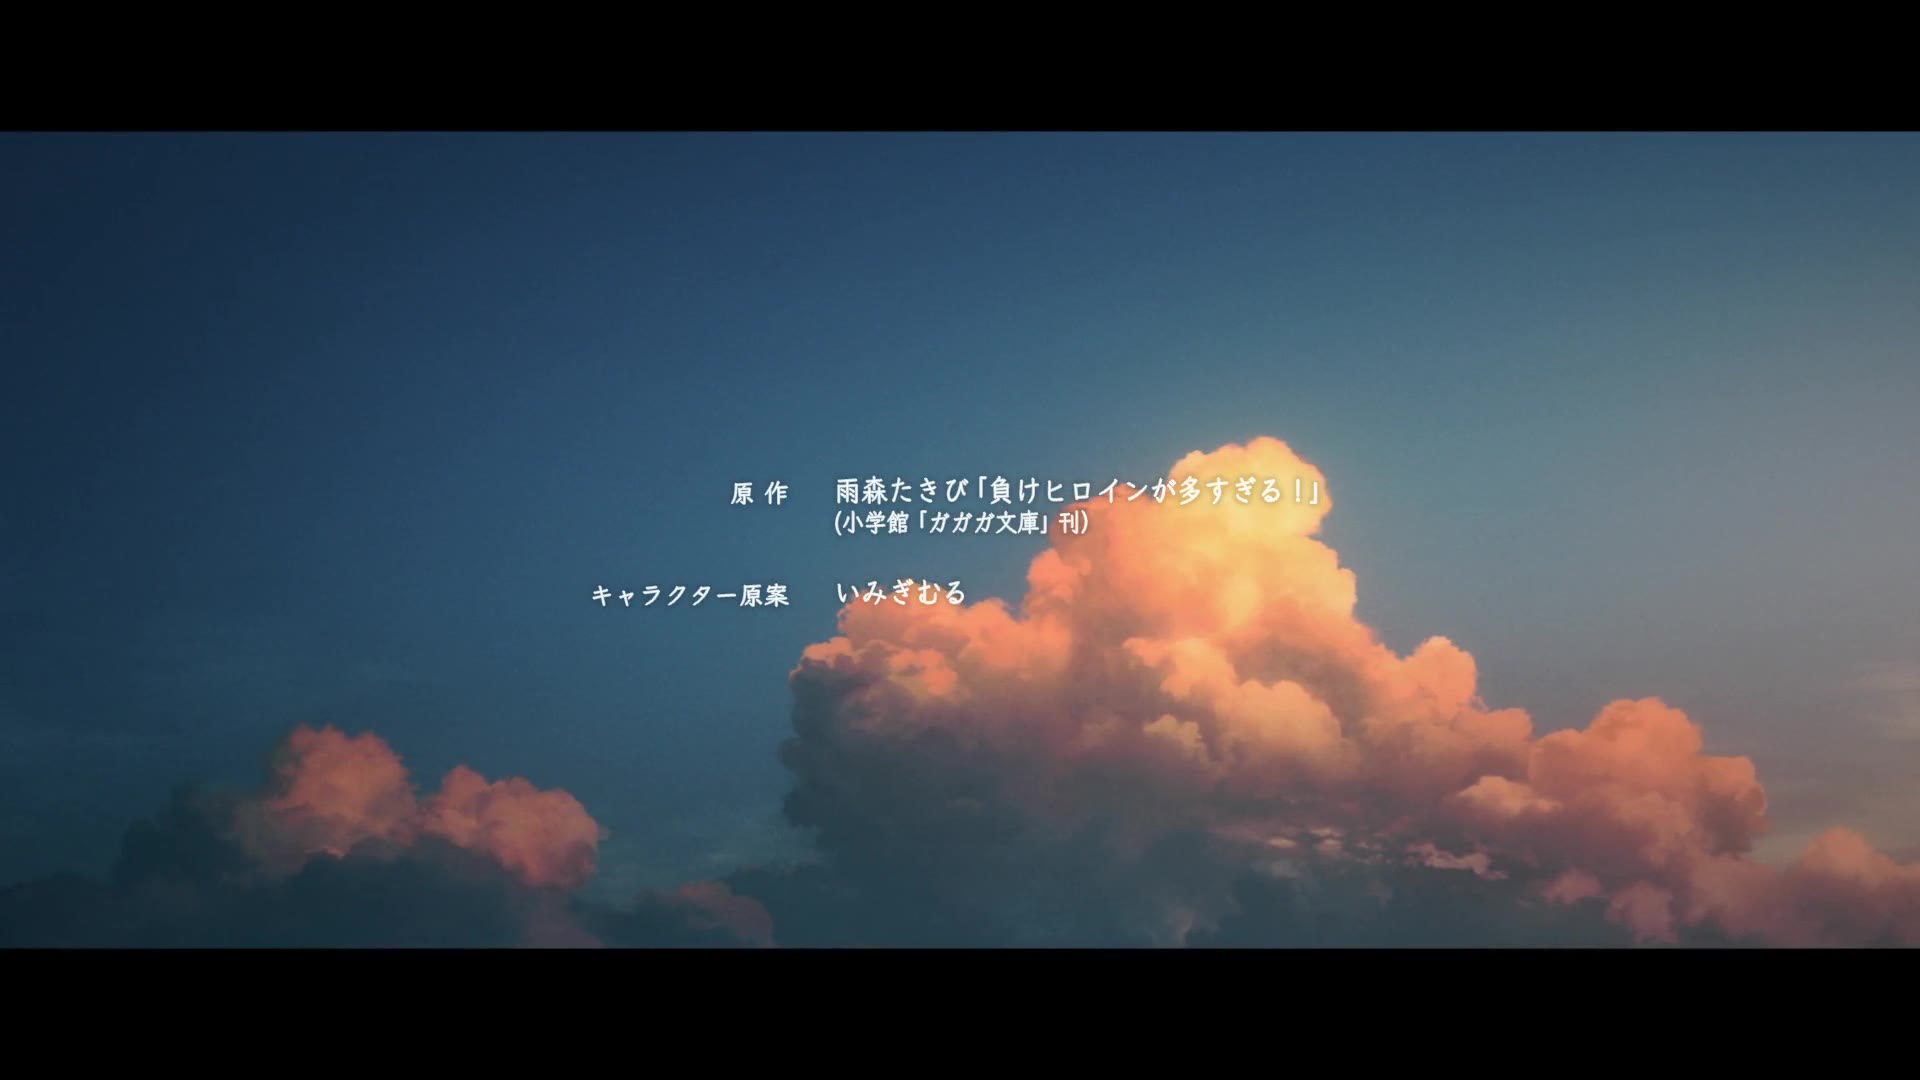 原作 雨森たきび「負けヒロインが多すぎる！」
(小学館「ガガガ文庫」刊)
キャラクター原案 いみぎむる